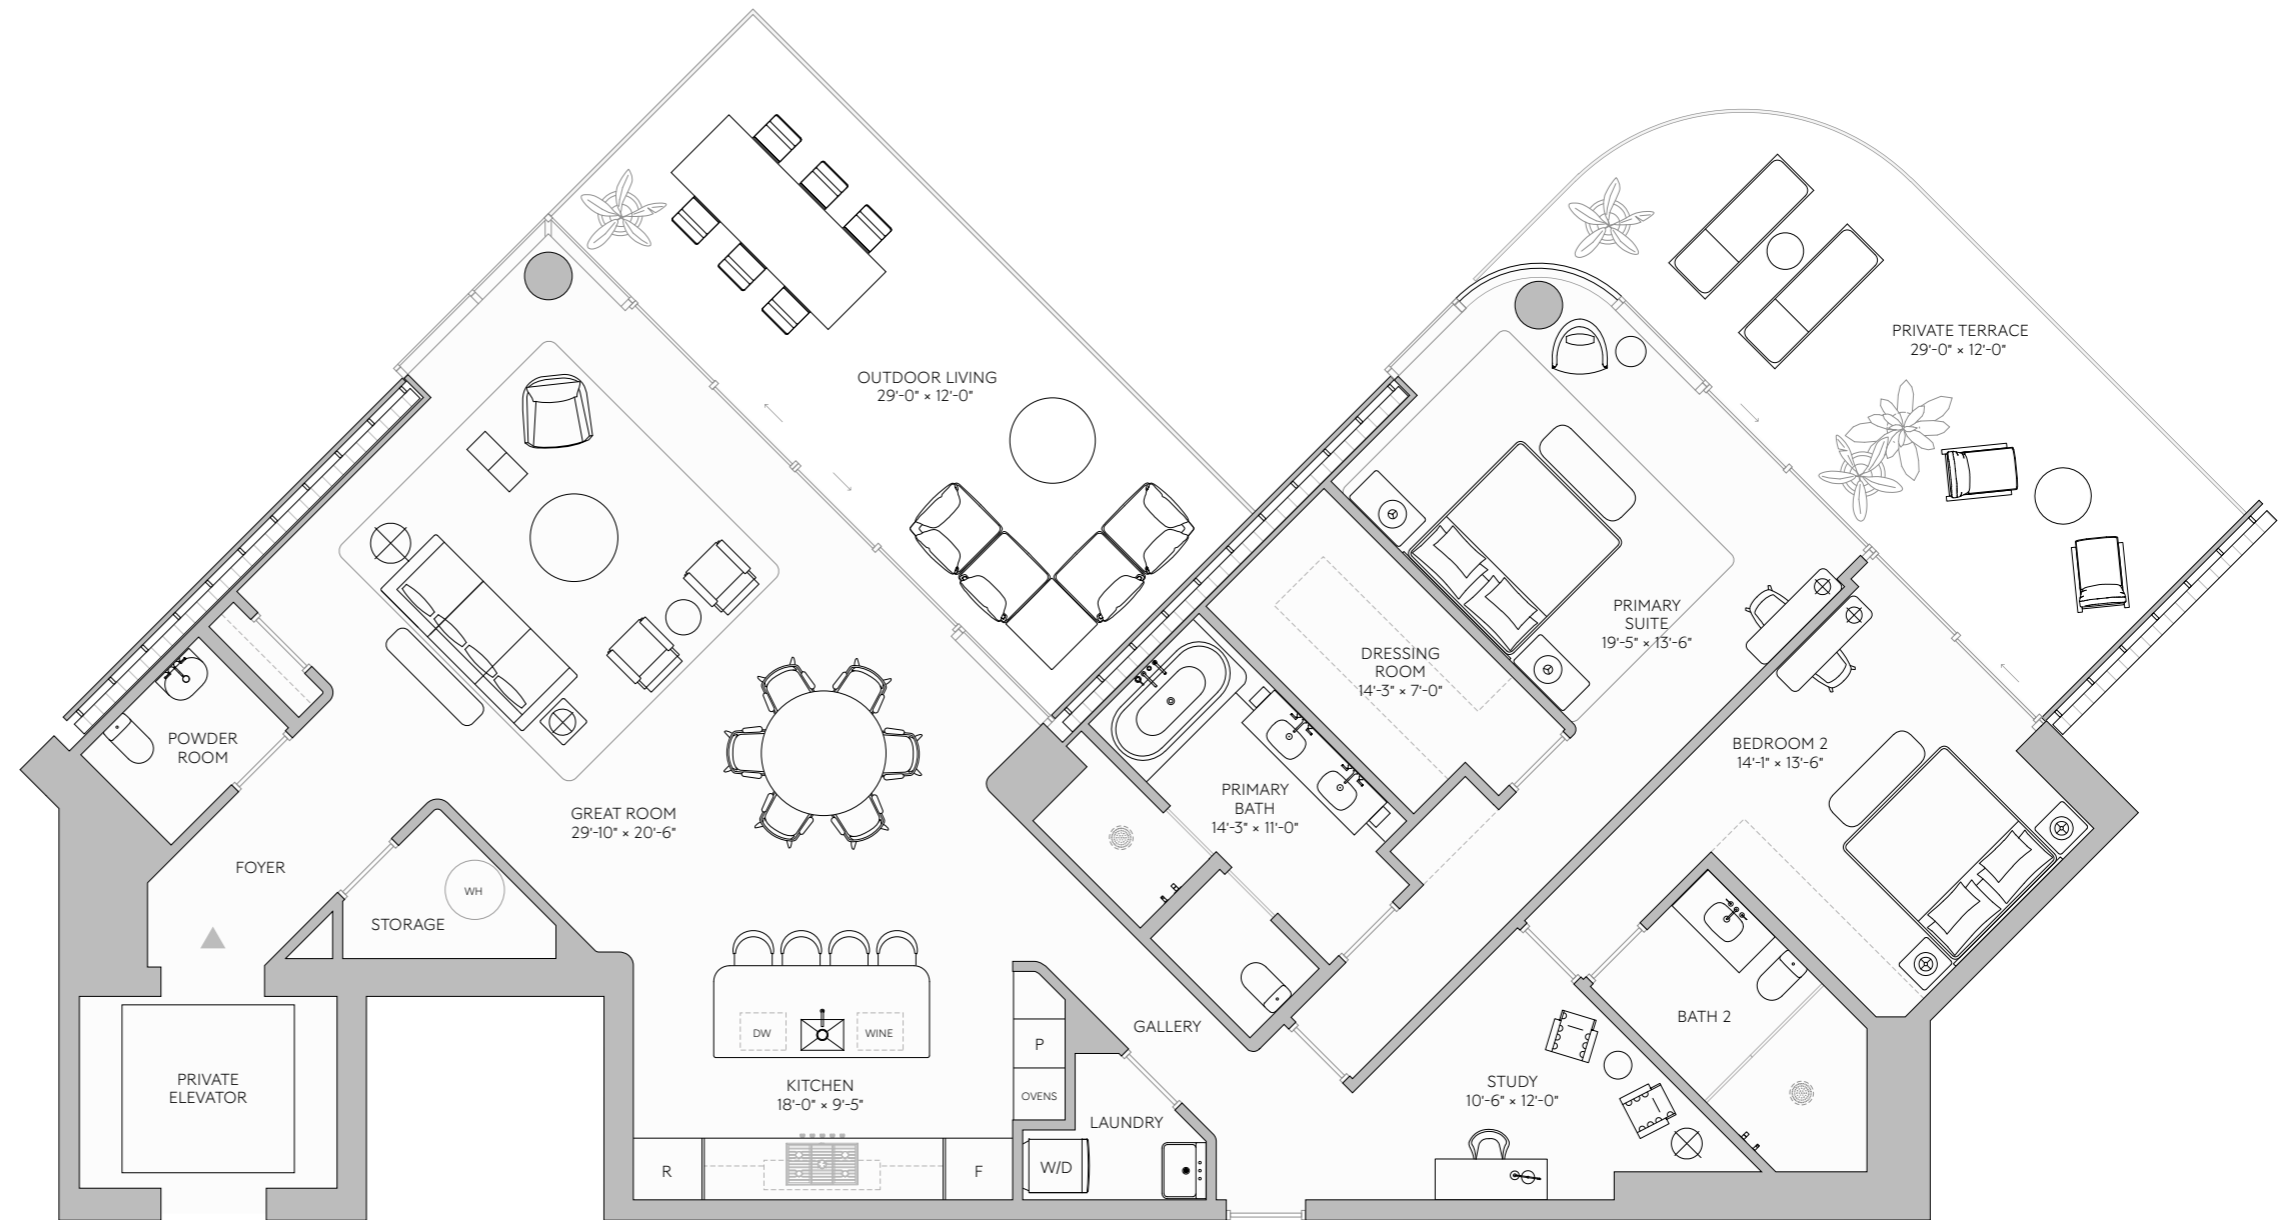 PRIVATE TERRACE
29'-0" × 12'-0"
OUTDOOR LIVING
29'-0" × 12'-0"
PRIMARY
SUITE
19'-5" × 13'-6"
DRESSING
ROOM
14'-3" × 7'-0"
POWDER
ROOM
BEDROOM 2
14'-1" × 13'-6"
PRIMARY
BATH
14'-3" × 11'-0"
GREAT ROOM
29'-10" × 20'-6"
FOYER
WH
STORAGE
BATH 2
GALLERY
DW
WINE
P
PRIVATE
ELEVATOR
KITCHEN
18'-0" × 9'-5"
OVENS
STUDY
10'-6" × 12'-0"
LAUNDRY
R
F
W/D